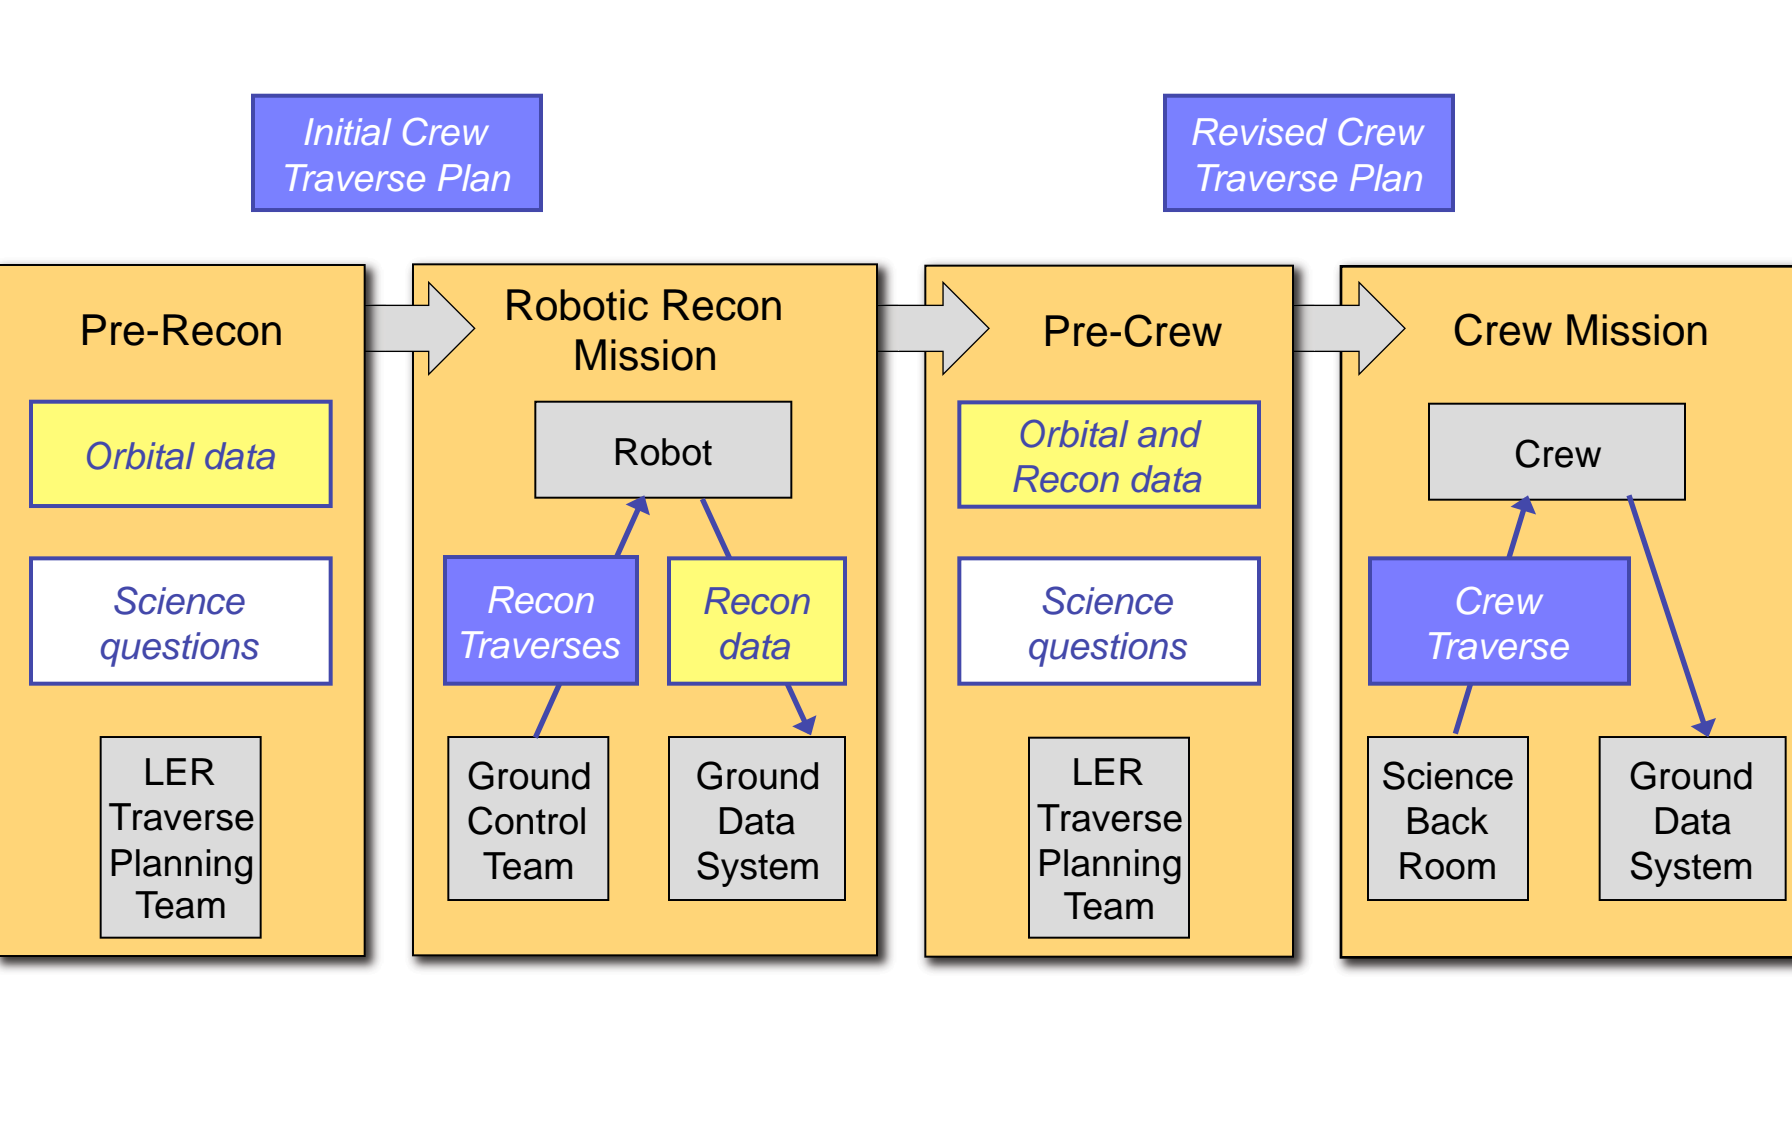 Initial Crew
Traverse Plan
Revised Crew
Traverse Plan
Pre-Recon
Orbital data
Science
questions
LER
Traverse
Planning
Team
Robotic Recon
Mission
Robot
Recon
Traverses
Recon
data
Ground
Control
Team
Ground
Data
System
Pre-Crew
Orbital and
Recon data
Science
questions
LER
Traverse
Planning
Team
Crew Mission
Crew
Crew
Traverse
Science
Back
Room
Ground
Data
System